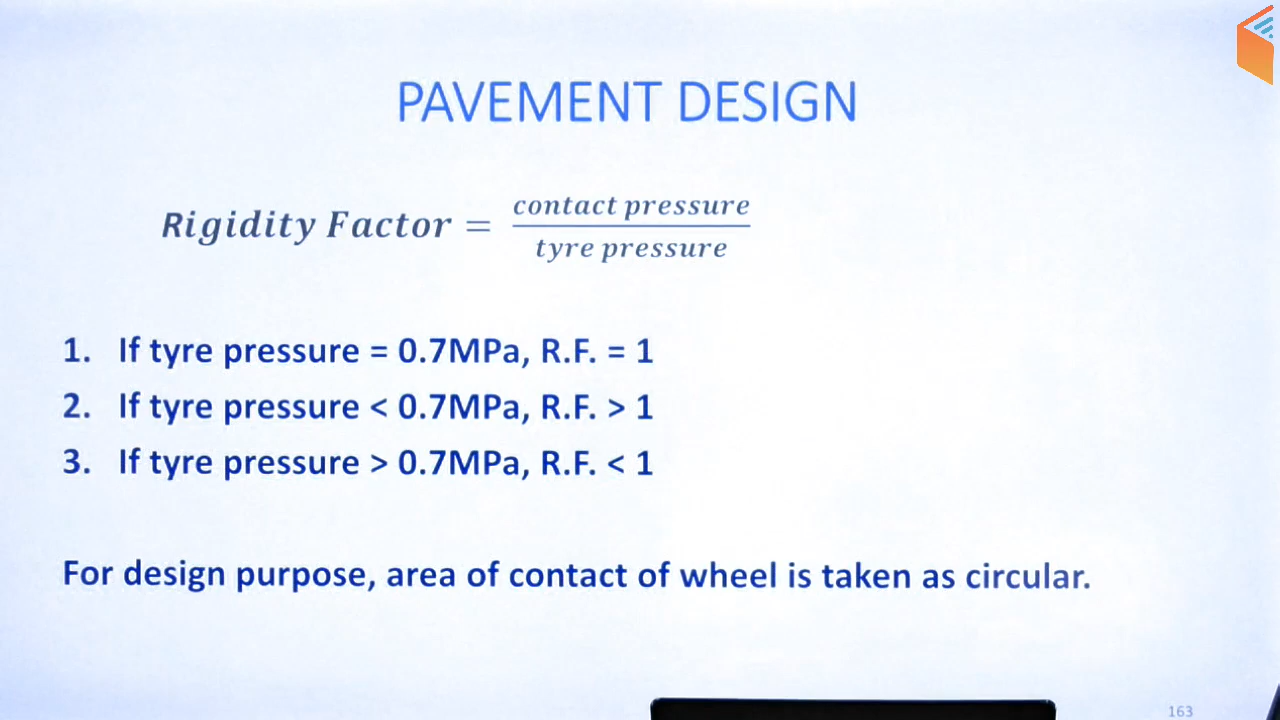 PAVEMENT DESIGN
Rigidity Factor = contact pressure / tyre pressure
1. If tyre pressure = 0.7MPa, R.F. = 1
2. If tyre pressure < 0.7MPa, R.F. > 1
3. If tyre pressure > 0.7MPa, R.F. < 1
For design purpose, area of contact of wheel is taken as circular.
163